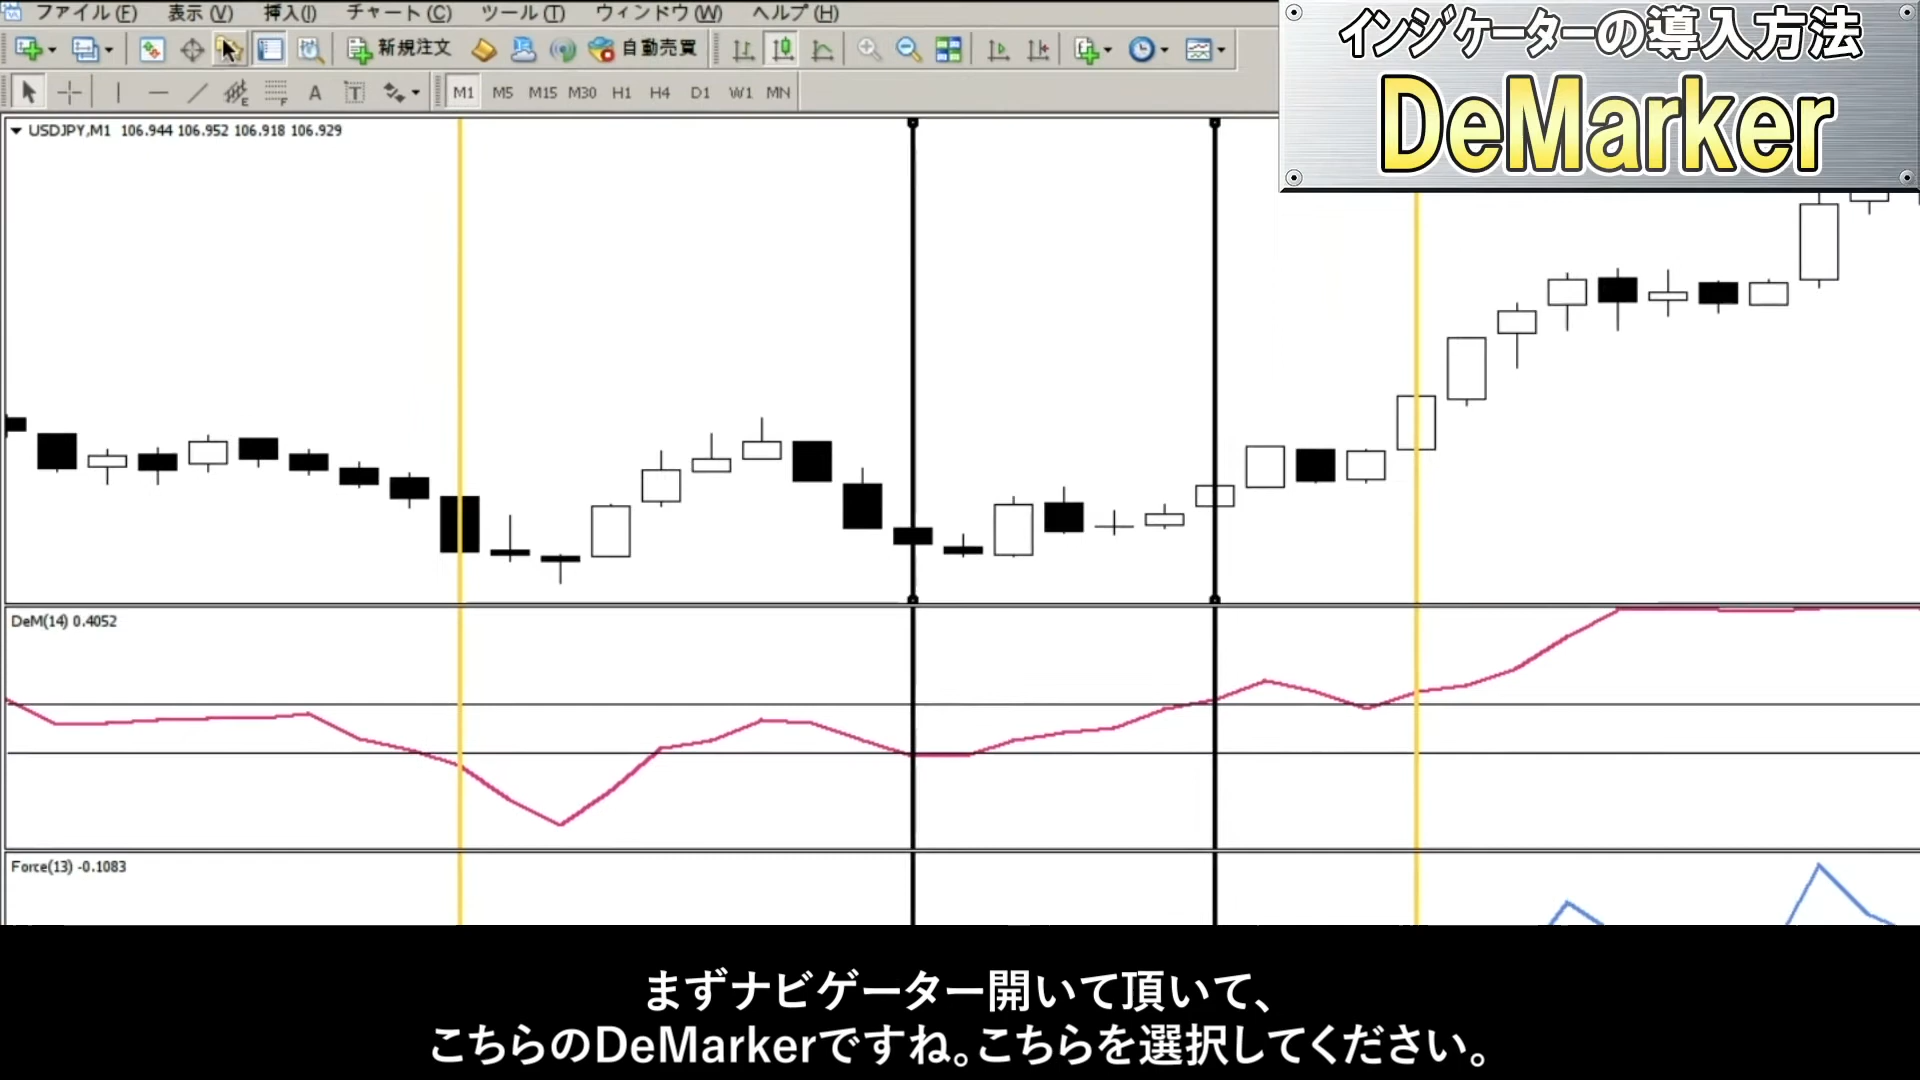 ファイル (F) 表示 (V) 挿入(I) チャート (C) ツール (T) ウィンドウ (W) ヘルプ (H)
新規注文 自動売買
A T M1 M5 M15 M30 H1 H4 D1 W1 MN
インジケーターの導入方法
DeMarker
USDJPY,M1 106.944 106.952 106.918 106.929
DeM(14) 0.4052
Force(13) -0.1083
まずナビゲーター開いて頂いて、
こちらのDeMarkerですね。こちらを選択してください。